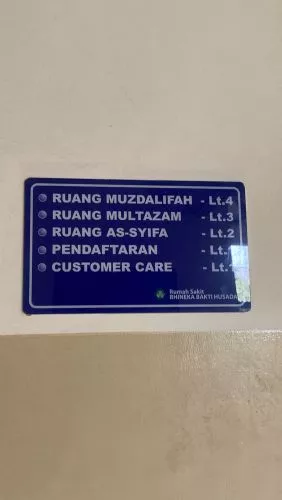 RUANG MUZDALIFAH - Lt.4
RUANG MULTAZAM - Lt.3
RUANG AS-SYIFA - Lt.2
PENDAFTARAN - Lt.
CUSTOMER CARE - Lt.
Rumah Sakit
BHINEKA BAKTI HUSADA